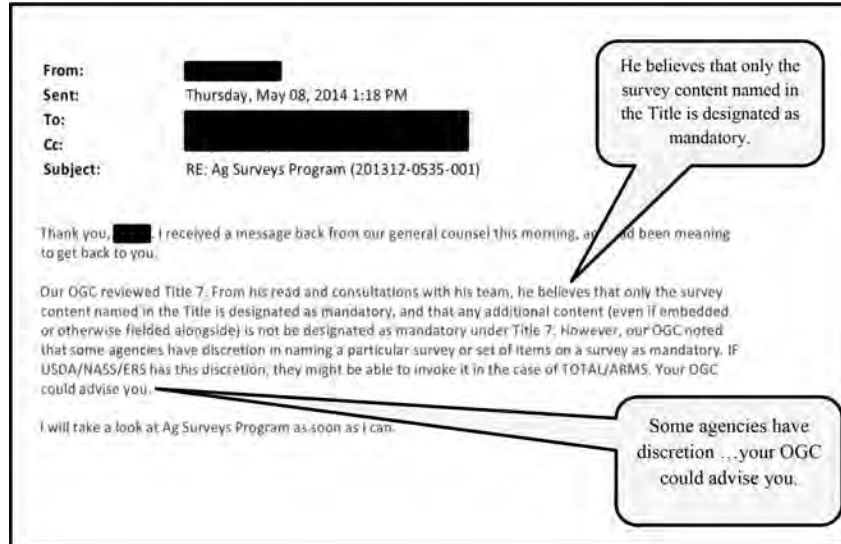 From:
Sent: Thursday, May 08, 2014 1:18 PM
To:
Cc:
Subject: RE: Ag Surveys Program (201312-0535-001)
Thank you, . I received a message back from our general counsel this morning, had been meaning
to get back to you.
Our OGC reviewed Title 7. From his read and consultations with his team, he believes that only the survey
content named in the Title is designated as mandatory, and that any additional content (even if embedded
or otherwise fielded alongside) is not be designated as mandatory under Title 7. However, our OGC noted
that some agencies have discretion in naming a particular survey or set of items on a survey as mandatory. IF
USDA/NASS/ERS has this discretion, they might be able to invoke it in the case of TOTAL/ARMS. Your OGC
could advise you.
I will take a look at Ag Surveys Program as soon as I can.
He believes that only the
survey content named in
the Title is designated as
mandatory.
Some agencies have
discretion …your OGC
could advise you.